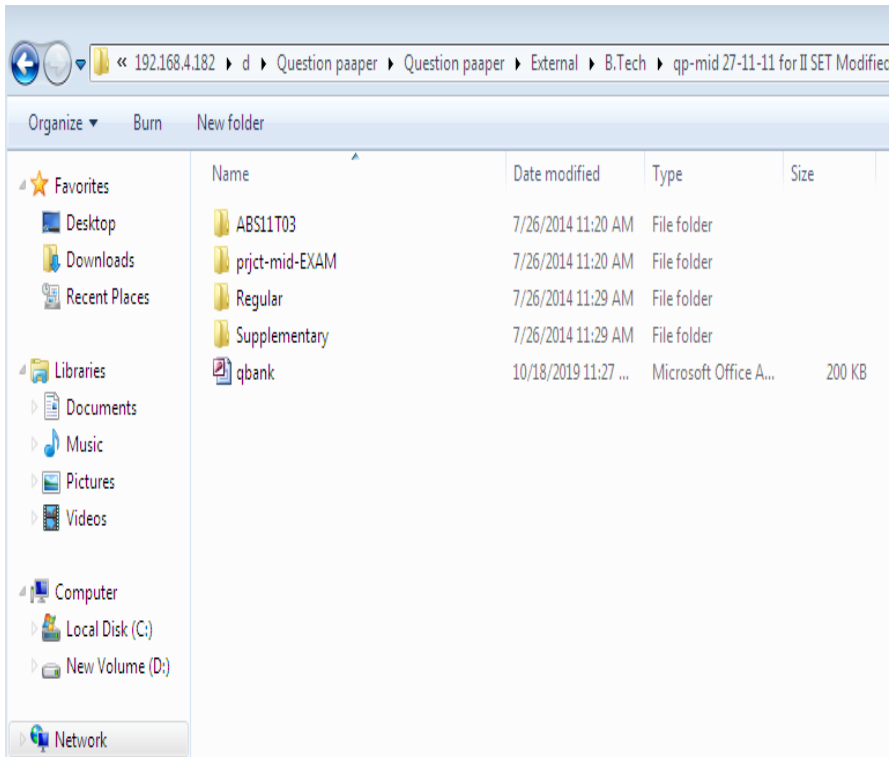 « 192.168.4.182 ▸ d ▸ Question paaper ▸ Question paaper ▸ External ▸ B.Tech ▸ qp-mid 27-11-11 for II SET Modified
Organize ▾ Burn New folder
Name Date modified Type Size
Favorites
Desktop
Downloads
Recent Places
Libraries
Documents
Music
Pictures
Videos
Computer
Local Disk (C:)
New Volume (D:)
Network
ABS11T03 7/26/2014 11:20 AM File folder
prjct-mid-EXAM 7/26/2014 11:20 AM File folder
Regular 7/26/2014 11:29 AM File folder
Supplementary 7/26/2014 11:29 AM File folder
qbank 10/18/2019 11:27 ... Microsoft Office A... 200 KB